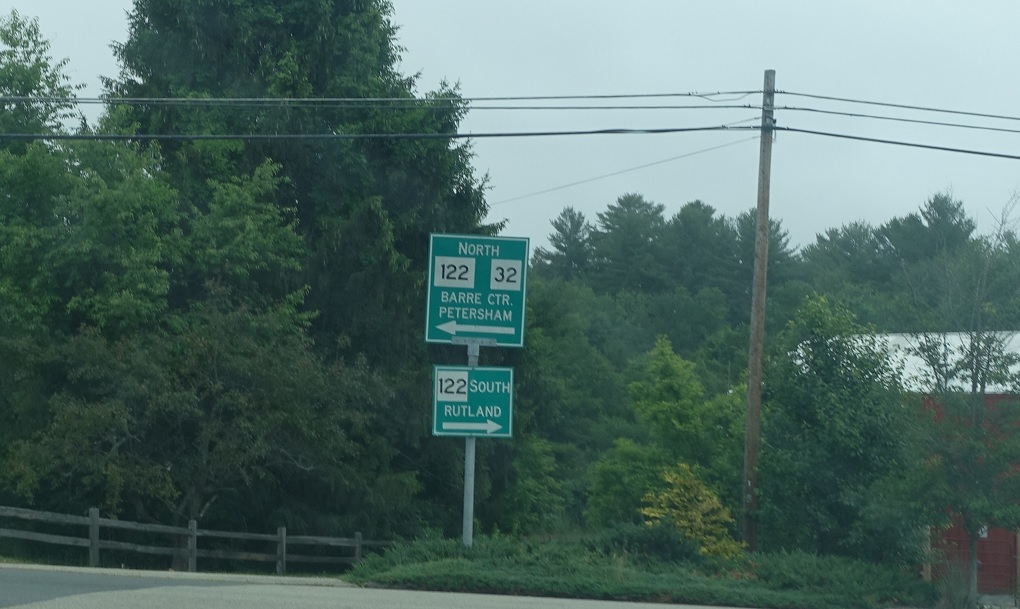 NORTH
122 32
BARRE CTR.
PETERSHAM
122 SOUTH
RUTLAND